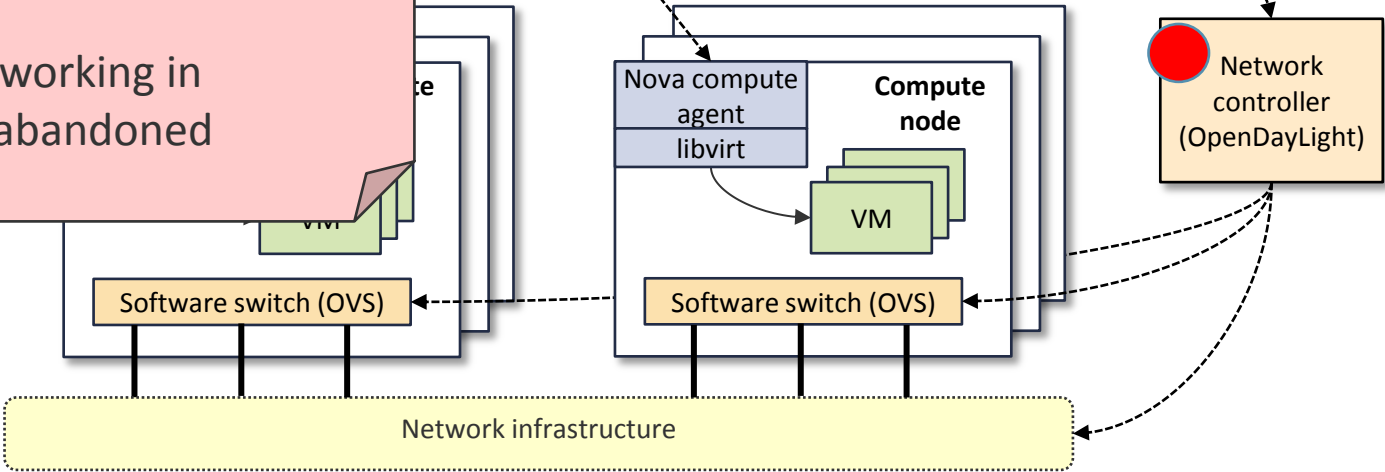 working in
abandoned
Nova compute
agent
libvirt
Compute
node
VM
Software switch (OVS)
Software switch (OVS)
Network
controller
(OpenDayLight)
Network infrastructure